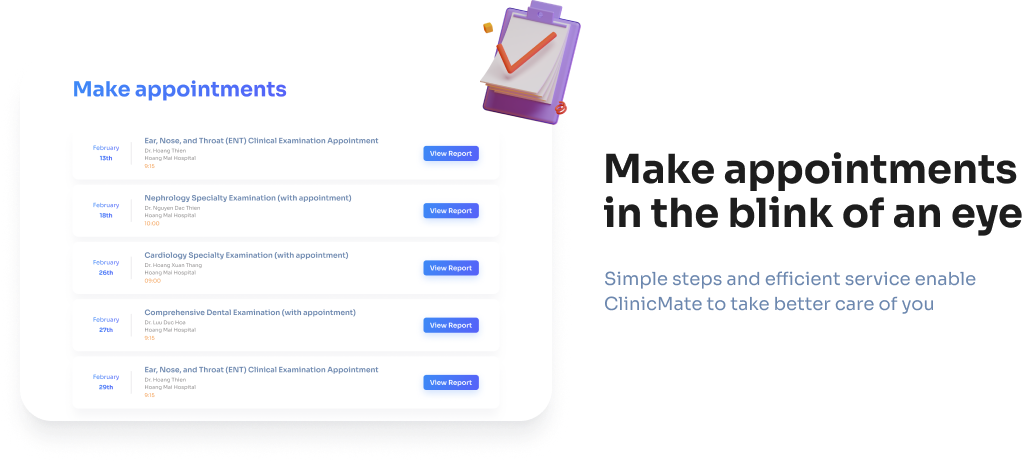 Make appointments
February
13th
Ear, Nose, and Throat (ENT) Clinical Examination Appointment
Dr. Hoang Thien
Hoang Mai Hospital
9:15
View Report
February
18th
Nephrology Specialty Examination (with appointment)
Dr. Nguyen Duc Thien
Hoang Mai Hospital
10:00
View Report
February
26th
Cardiology Specialty Examination (with appointment)
Dr. Hoang Xuan Thang
Hoang Mai Hospital
09:00
View Report
February
27th
Comprehensive Dental Examination (with appointment)
Dr. Luu Duc Hoa
Hoang Mai Hospital
9:15
View Report
February
29th
Ear, Nose, and Throat (ENT) Clinical Examination Appointment
Dr. Hoang Thien
Hoang Mai Hospital
9:15
View Report
Make appointments
in the blink of an eye
Simple steps and efficient service enable
ClinicMate to take better care of you